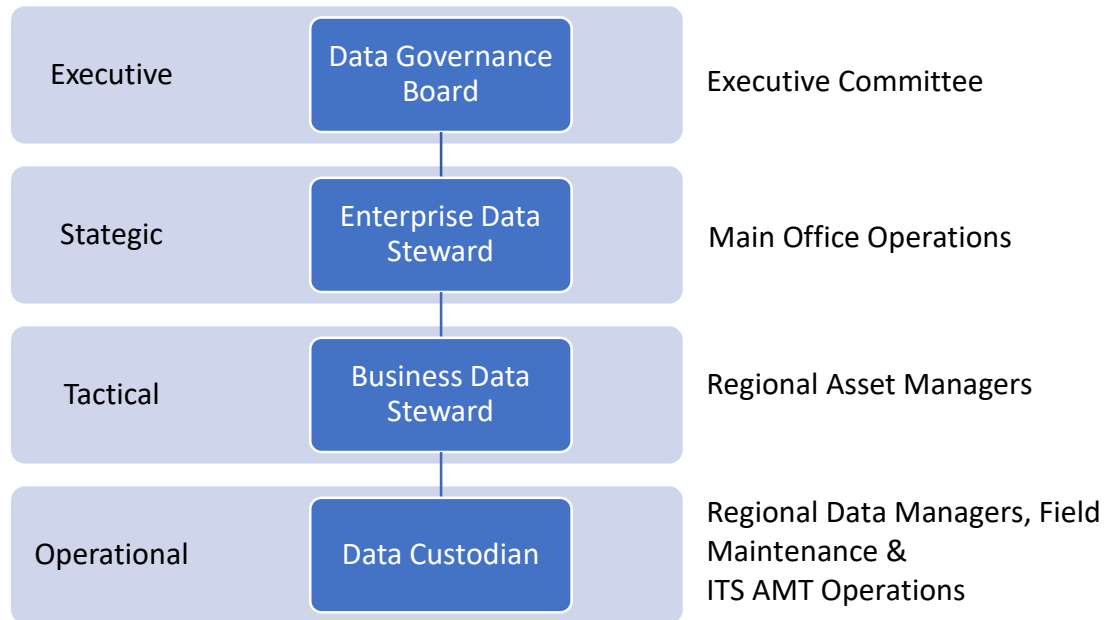 Executive
Data Governance
Board
Executive Committee
Stategic
Enterprise Data
Steward
Main Office Operations
Tactical
Business Data
Steward
Regional Asset Managers
Operational
Data Custodian
Regional Data Managers, Field
Maintenance &
ITS AMT Operations